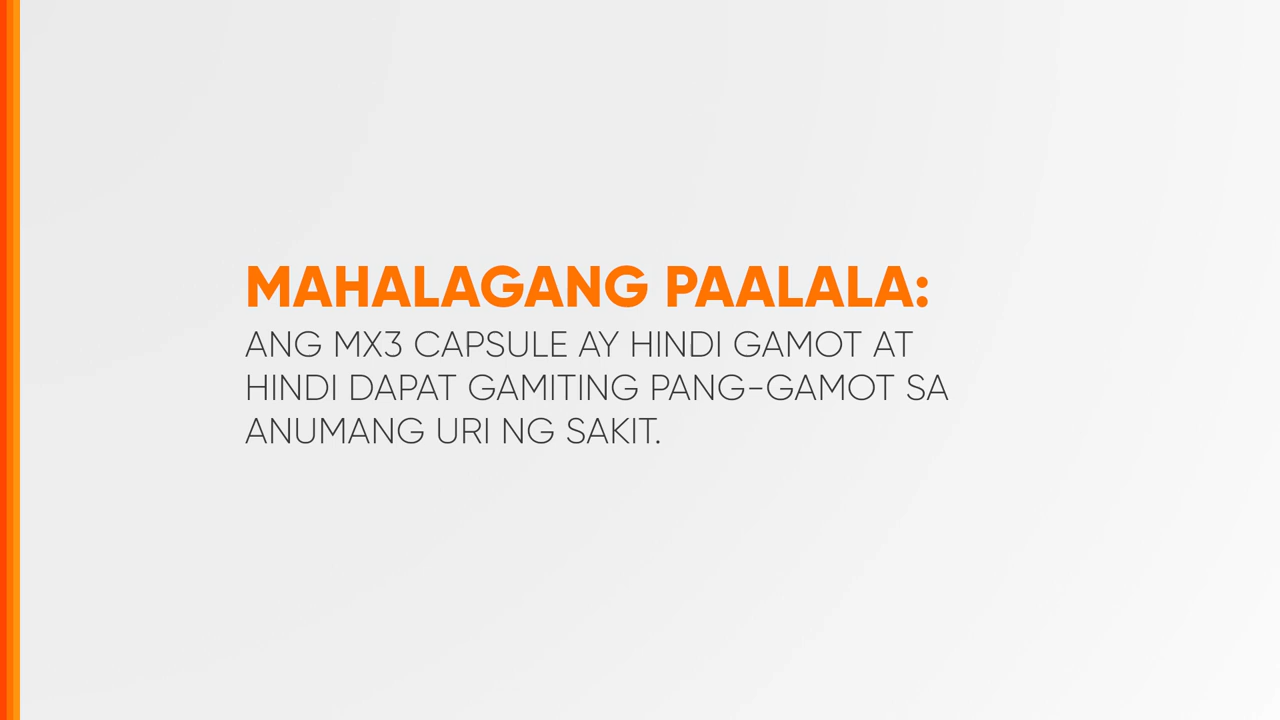 MAHALAGANG PAALALA:
ANG MX3 CAPSULE AY HINDI GAMOT AT
HINDI DAPAT GAMITING PANG-GAMOT SA
ANUMANG URI NG SAKIT.